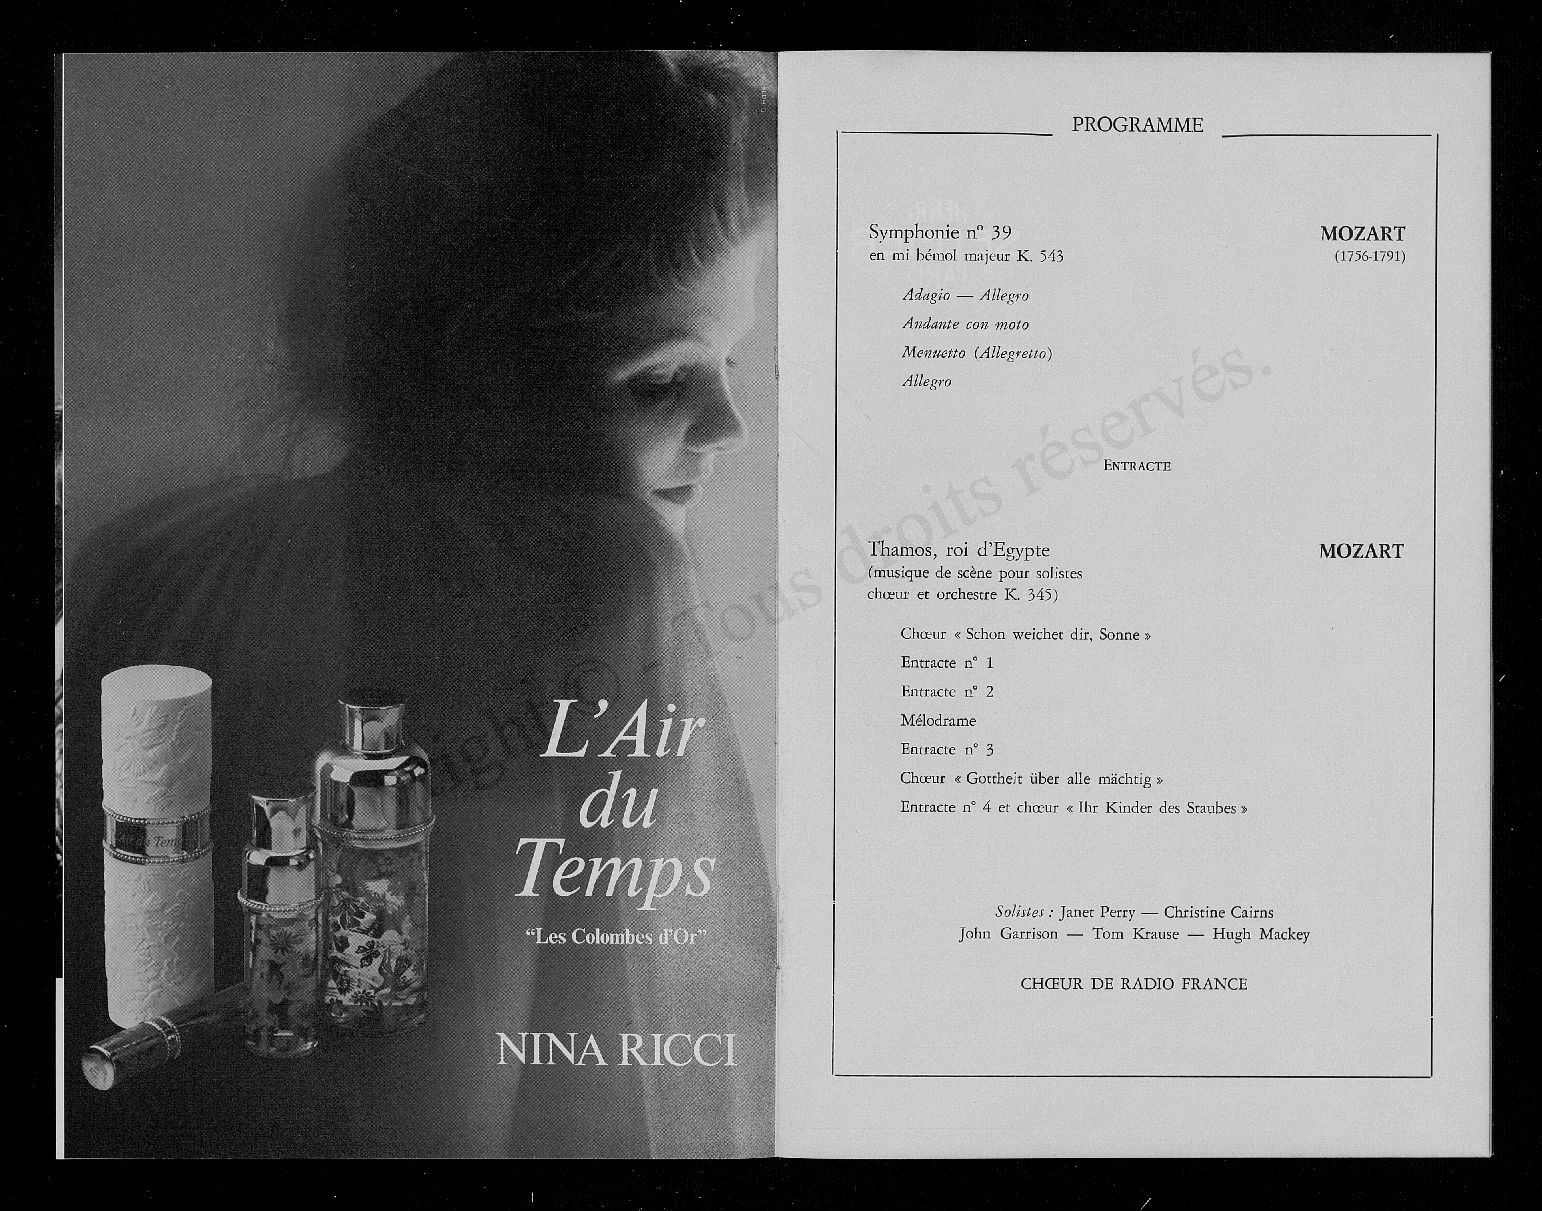 L'Air
du
Temps
“Les Colombes d'Or”
NINA RICCI
PROGRAMME
Symphonie n° 39
MOZART
en mi bémol majeur K. 543
(1756-1791)
Adagio — Allegro
Andante con moto
Menuetto (Allegretto)
Allegro
ENTRACTE
Thamos, roi d'Egypte
MOZART
(musique de scène pour solistes
chœur et orchestre K. 345)
Chœur « Schon weichet dir, Sonne »
Entracte n° 1
Entracte n° 2
Mélodrame
Entracte n° 3
Chœur « Gottheit über alle mächtig »
Entracte n° 4 et chœur « Ihr Kinder des Staubes »
Solistes : Janet Perry — Christine Cairns
John Garrison — Tom Krause — Hugh Mackey
CHŒUR DE RADIO FRANCE
© Tous droits réservés.